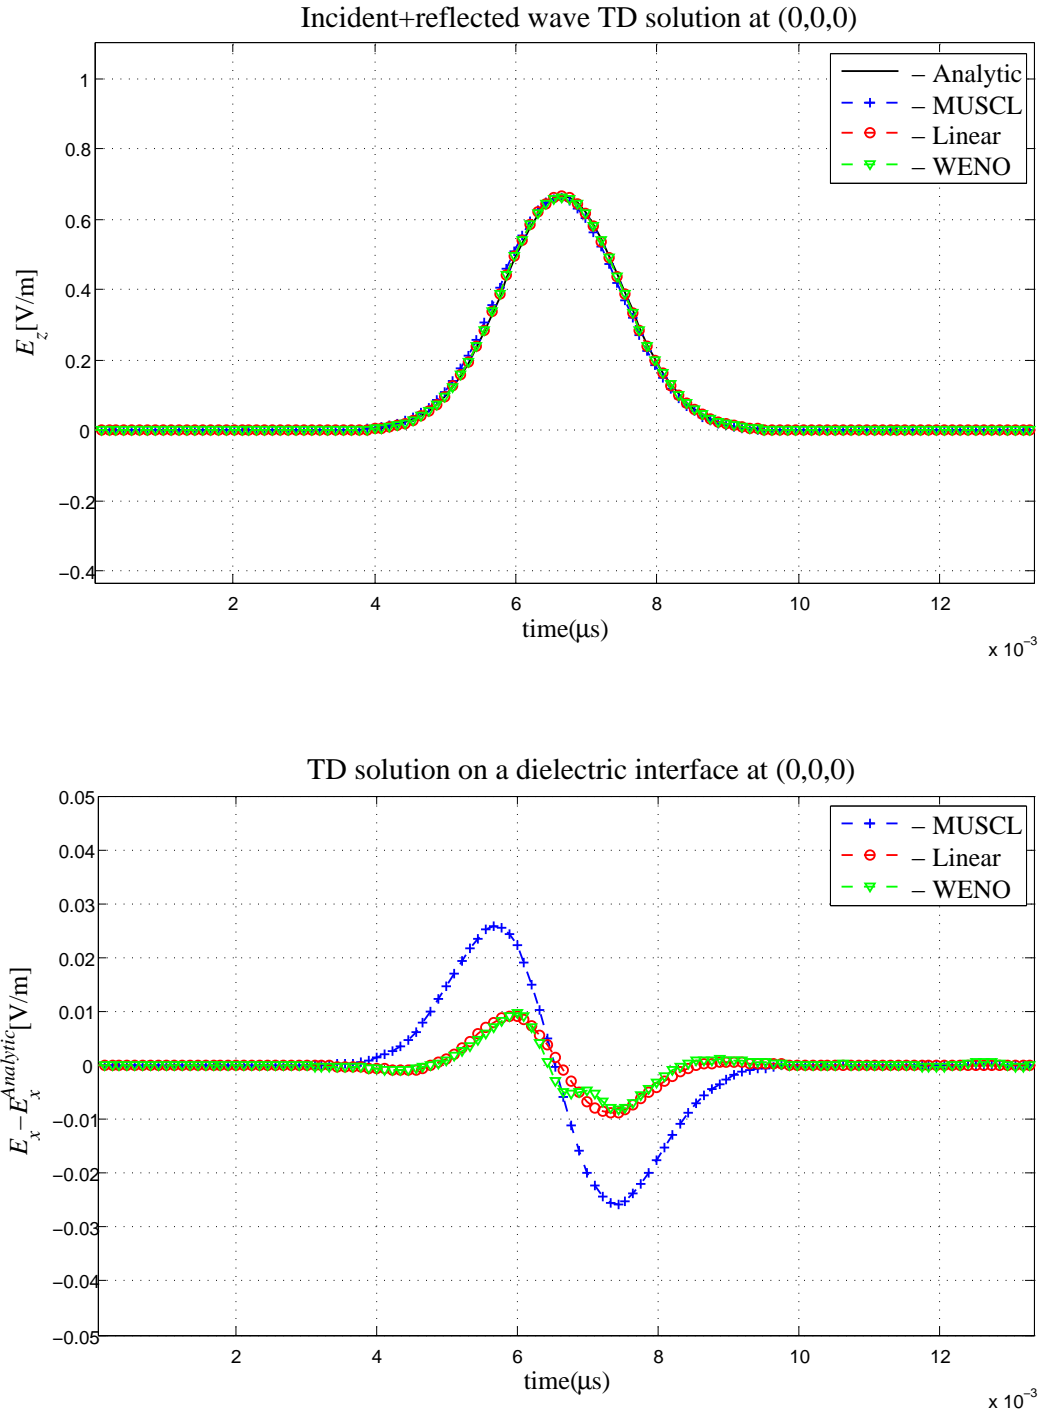 Incident+reflected wave TD solution at (0,0,0)
– Analytic
– MUSCL
– Linear
– WENO
1
0.8
0.6
0.4
0.2
0
−0.2
−0.4
E_z[V/m]
2 4 6 8 10 12
time(μs)
x 10^−3
TD solution on a dielectric interface at (0,0,0)
– MUSCL
– Linear
– WENO
0.05
0.04
0.03
0.02
0.01
0
−0.01
−0.02
−0.03
−0.04
−0.05
E_x−E_x^Analytic[V/m]
2 4 6 8 10 12
time(μs)
x 10^−3